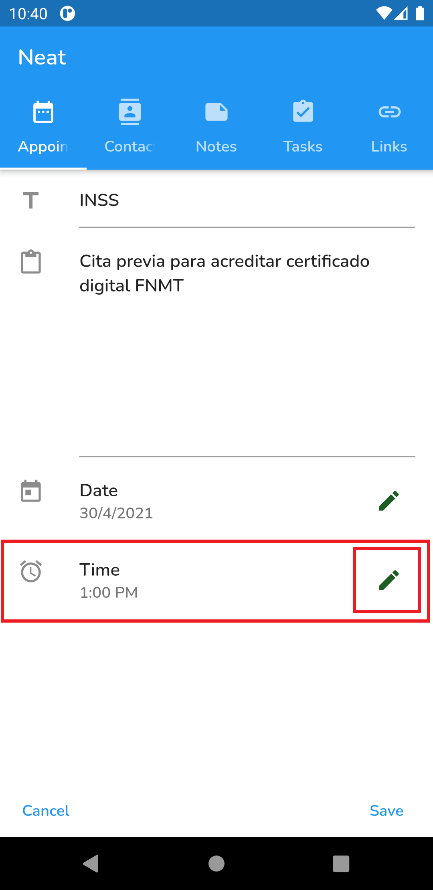 10:40
Neat
Appoin
Contac
Notes
Tasks
Links
INSS
Cita previa para acreditar certificado
digital FNMT
Date
30/4/2021
Time
1:00 PM
Cancel
Save